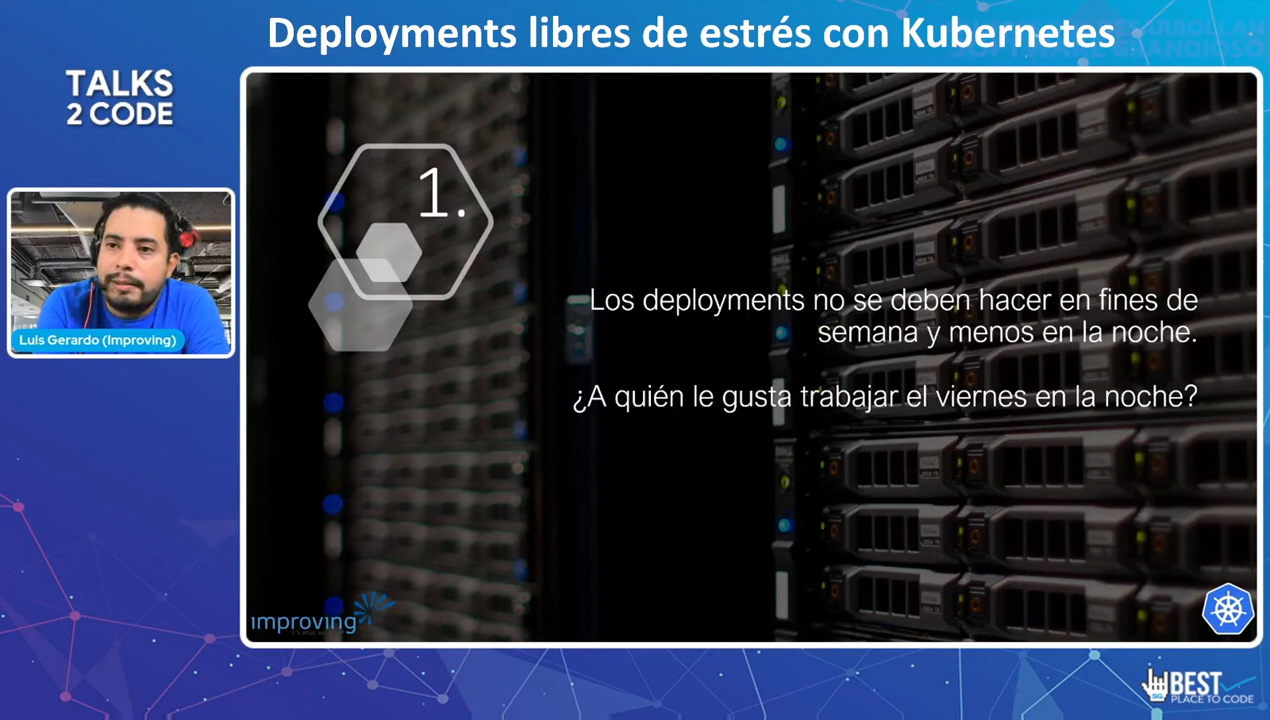 Deployments libres de estrés con Kubernetes
TALKS
2 CODE
1.
Los deployments no se deben hacer en fines de
semana y menos en la noche.
¿A quién le gusta trabajar el viernes en la noche?
Luis Gerardo (Improving)
improving
BEST
PLACE TO CODE